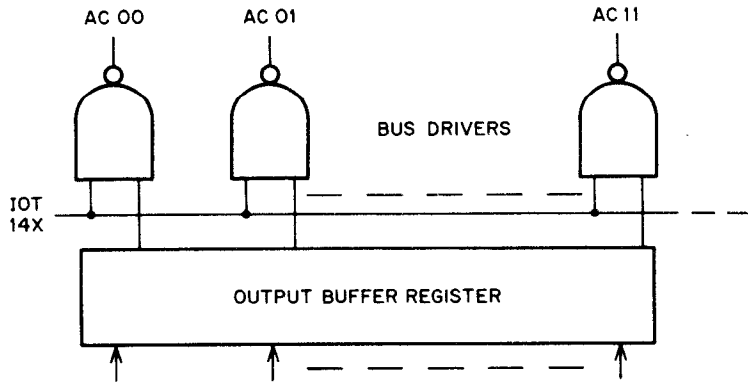 AC 00
AC 01
AC 11
BUS DRIVERS
IOT
14X
OUTPUT BUFFER REGISTER